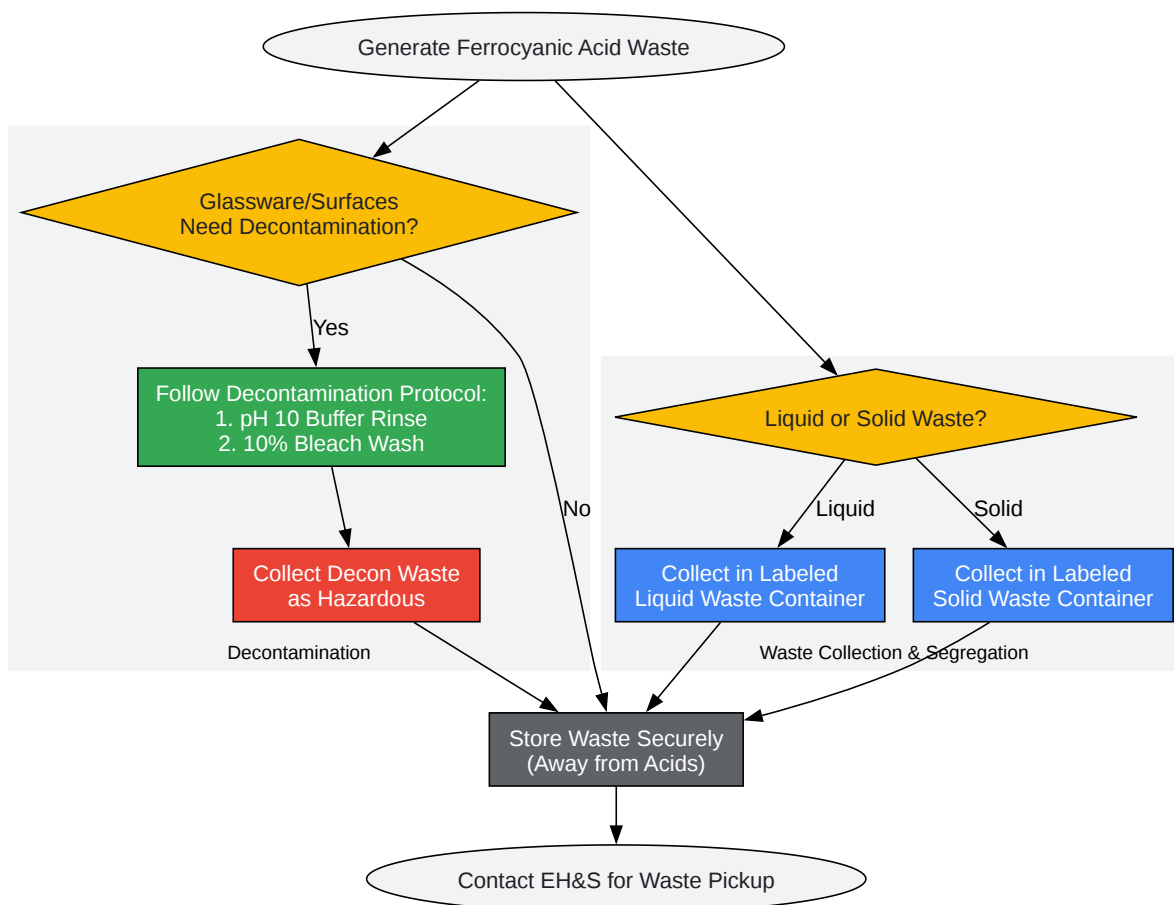 Generate Ferrocyanic Acid Waste
Glassware/Surfaces
Need Decontamination?
Yes
Follow Decontamination Protocol:
1. pH 10 Buffer Rinse
2. 10% Bleach Wash
No
Collect Decon Waste
as Hazardous
Decontamination
Liquid or Solid Waste?
Liquid
Solid
Collect in Labeled
Liquid Waste Container
Collect in Labeled
Solid Waste Container
Waste Collection & Segregation
Store Waste Securely
(Away from Acids)
Contact EH&S for Waste Pickup